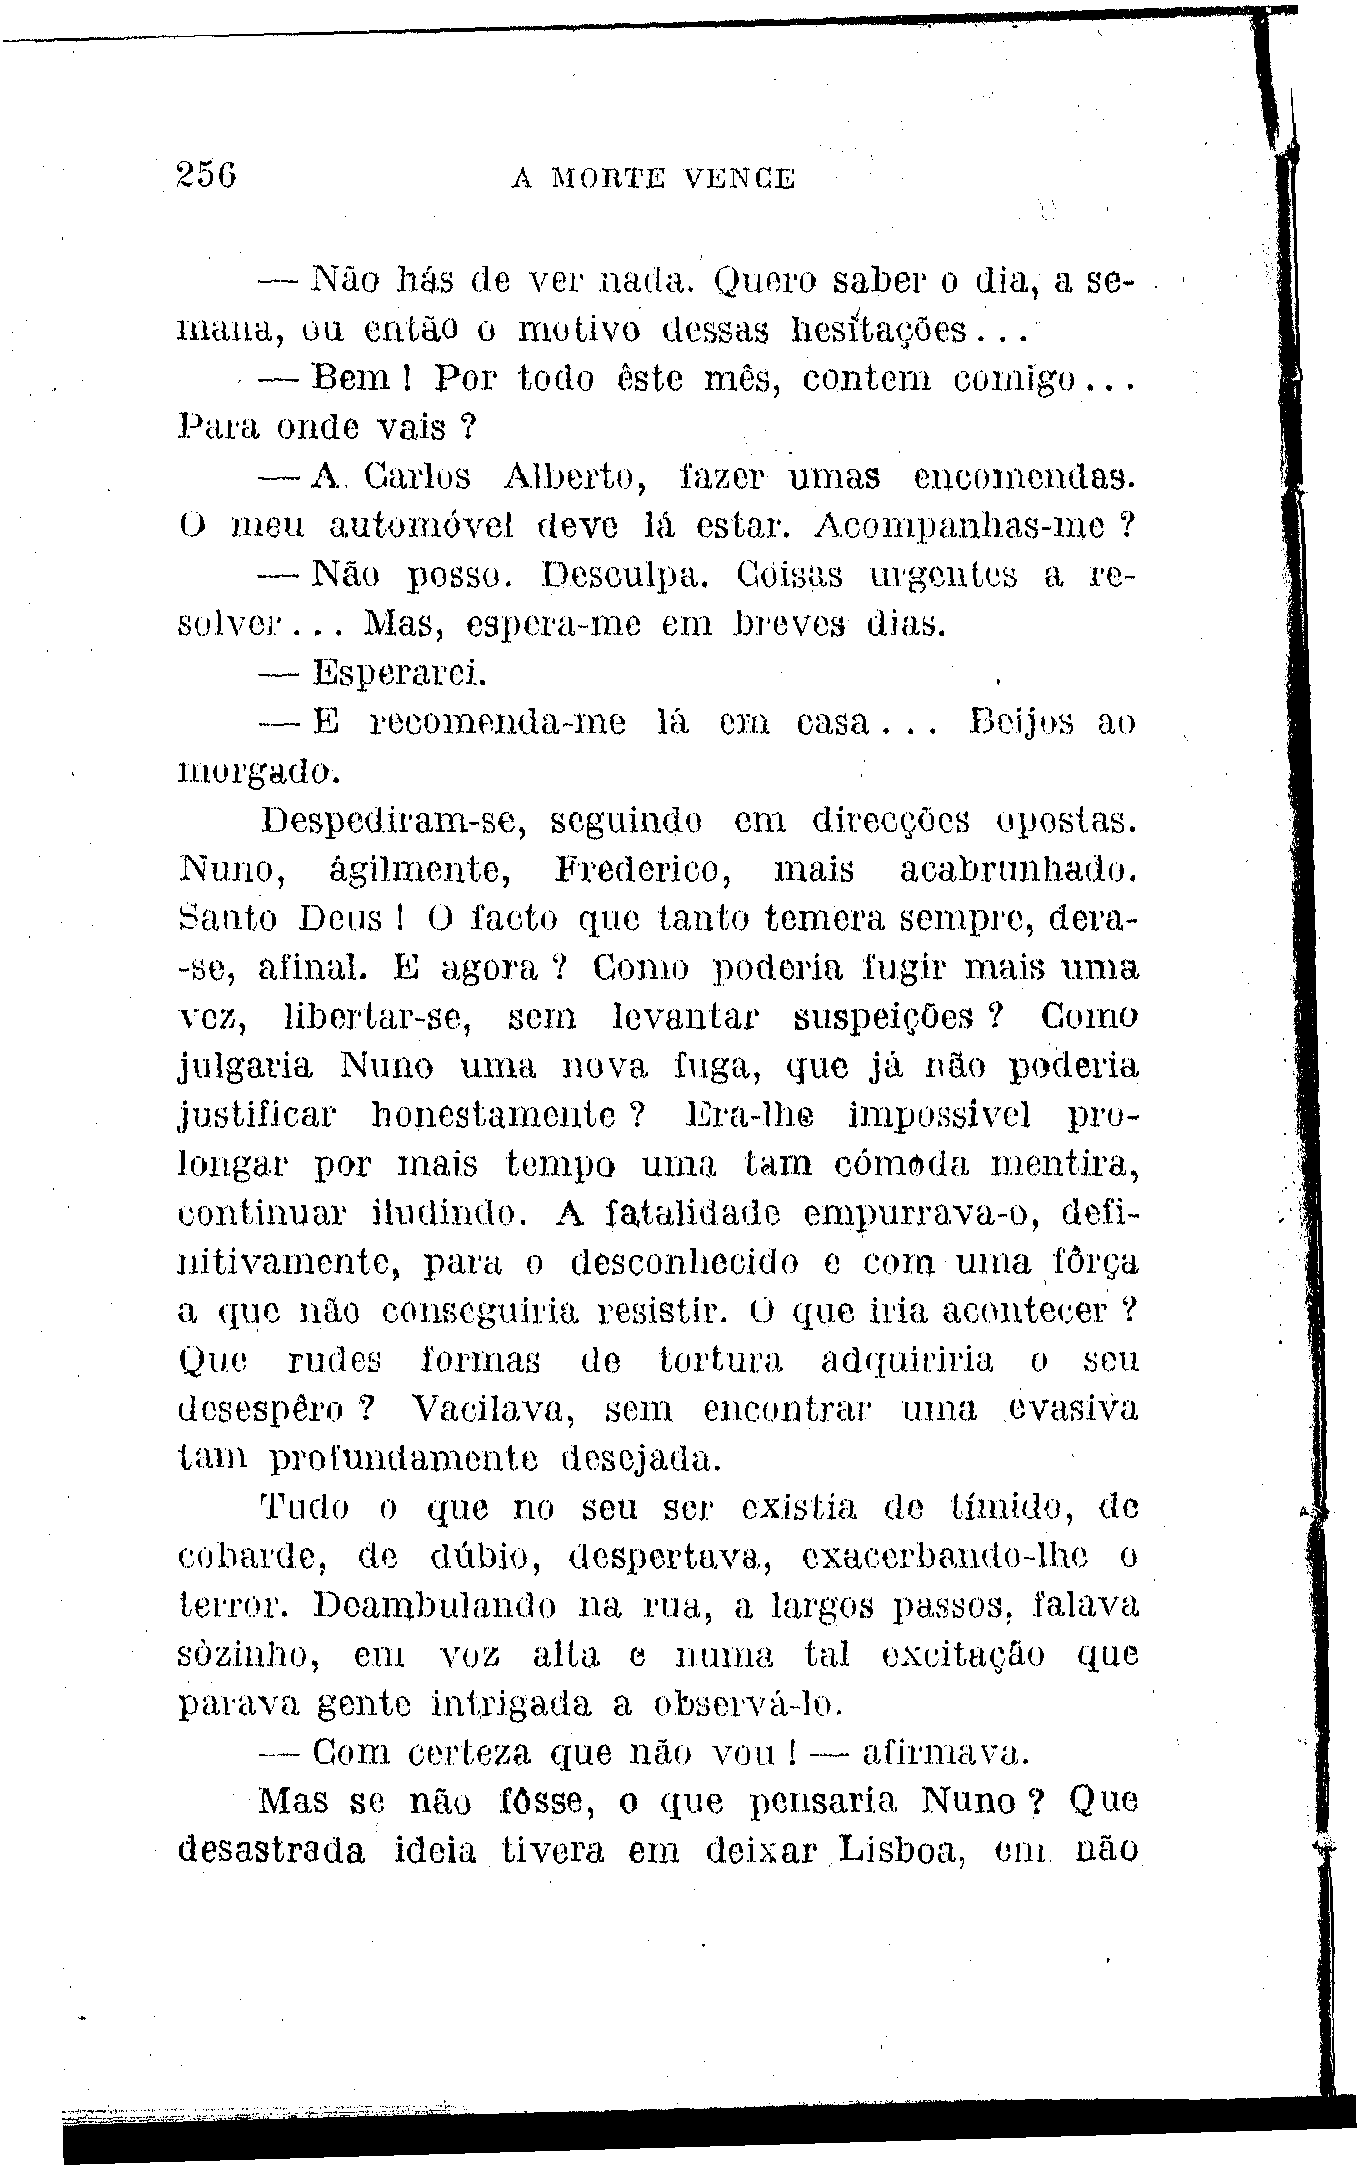 256 A MORTE VENCE
— Não hás de ver nada. Quero saber o dia, a se-
mana, ou então o motivo dessas hesitações...
— Bem! Por todo êste mês, contem comigo...
Para onde vais ?
— A Carlos Alberto, fazer umas encomendas.
O meu automóvel deve lá estar. Acompanhas-me ?
— Não posso. Desculpa. Coisas urgentes a re-
solver... Mas, espera-me em breves dias.
— Esperarei.
— E recomenda-me lá em casa... Beijos ao
morgado.
Despediram-se, seguindo em direcções opostas.
Nuno, ágilmente, Frederico, mais acabrunhado.
Santo Deus ! O facto que tanto temera sempre, dera-
-se, afinal. E agora ? Como poderia fugir mais uma
vez, libertar-se, sem levantar suspeições ? Como
julgaria Nuno uma nova fuga, que já não poderia
justificar honestamente ? Era-lhe impossivel pro-
longar por mais tempo uma tam cómoda mentira,
continuar iludindo. A fatalidade empurrava-o, defi-
nitivamente, para o desconhecido e com uma fôrça
a que não conseguiria resistir. O que iria acontecer ?
Que rudes formas de tortura adquiriria o seu
desespêro ? Vacilava, sem encontrar uma evasiva
tam profundamente desejada.
Tudo o que no seu ser existia de tímido, de
cobarde, de dúbio, despertava, exacerbando-lhe o
terror. Deambulando na rua, a largos passos, falava
sòzinho, em voz alta e numa tal excitação que
parava gente intrigada a observá-lo.
— Com certeza que não vou ! — afirmava.
Mas se não fôsse, o que pensaria Nuno ? Que
desastrada ideia tivera em deixar Lisboa, em não